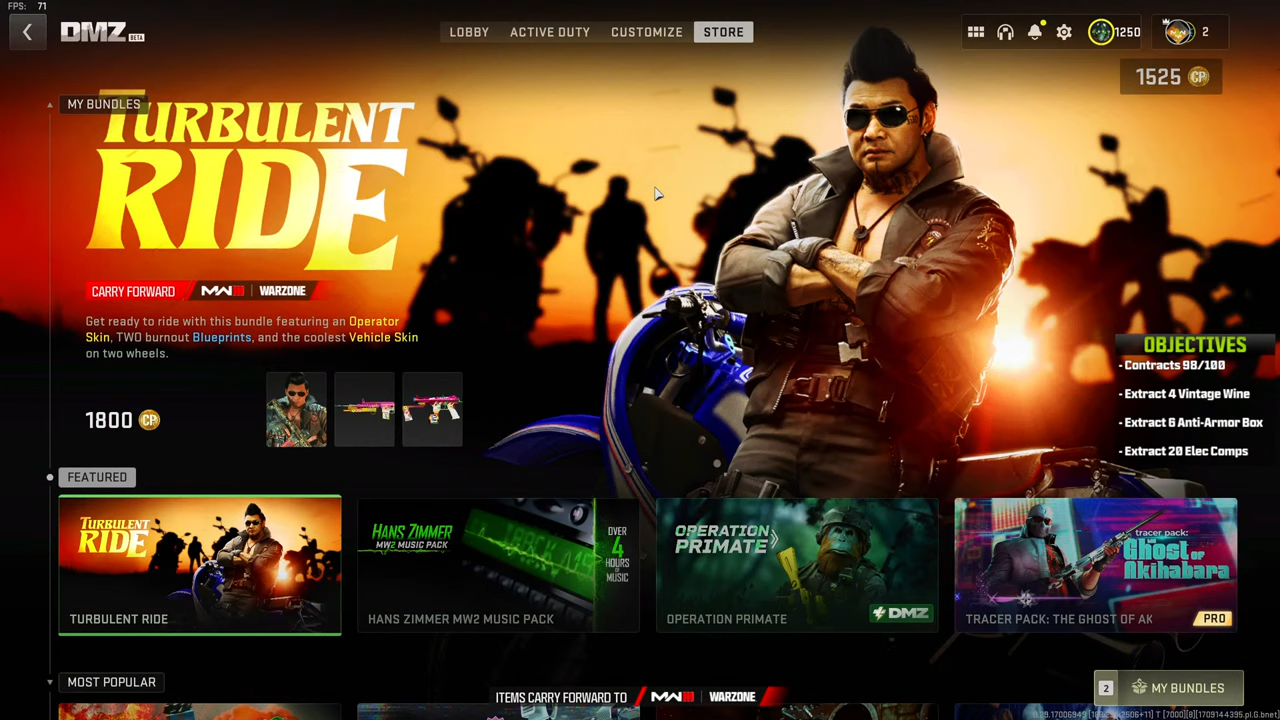 FPS: 71
DMZ BETA
LOBBY
ACTIVE DUTY
CUSTOMIZE
STORE
1250
2
1525 CP
MY BUNDLES
TURBULENT
RIDE
CARRY FORWARD
MWIII | WARZONE
Get ready to ride with this bundle featuring an Operator
Skin, TWO burnout Blueprints, and the coolest Vehicle Skin
on two wheels.
1800 CP
OBJECTIVES
- Contracts 98/100
- Extract 4 Vintage Wine
- Extract 6 Anti-Armor Box
- Extract 20 Elec Comps
FEATURED
TURBULENT
RIDE
TURBULENT RIDE
HANS ZIMMER
MW2 MUSIC PACK
OVER
4
HOURS
OF
MUSIC
HANS ZIMMER MW2 MUSIC PACK
OPERATION
PRIMATE
OPERATION PRIMATE
DMZ
tracer pack:
Ghost of
Akihabara
TRACER PACK: THE GHOST OF AK
PRO
MOST POPULAR
ITEMS CARRY FORWARD TO MWIII | WARZONE
2 MY BUNDLES